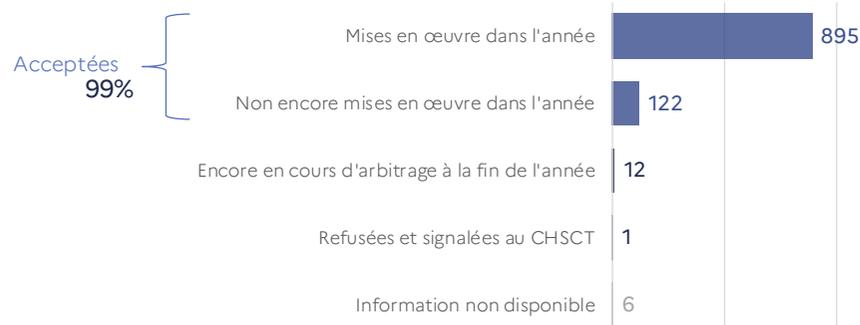 Mises en œuvre dans l'année 895
Acceptées
99%
Non encore mises en œuvre dans l'année 122
Encore en cours d'arbitrage à la fin de l'année 12
Refusées et signalées au CHSCT 1
Information non disponible 6